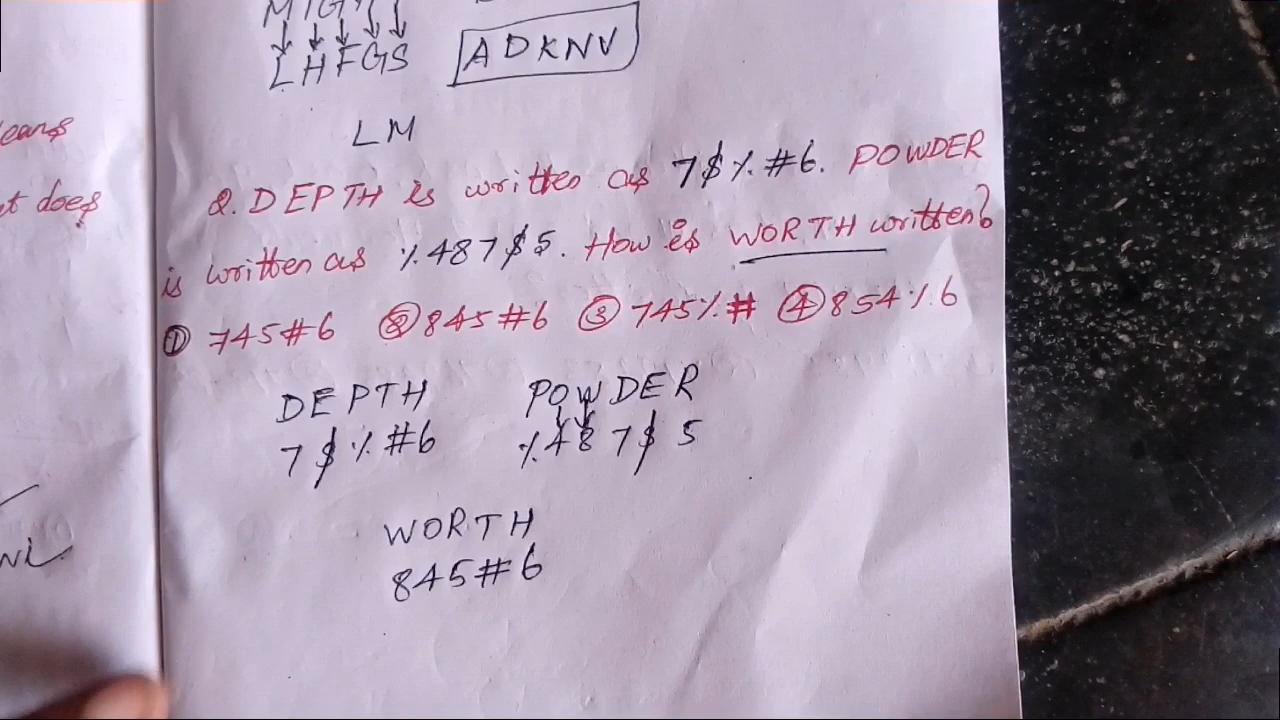 LHFGS ADKNV
LM
Q. DEPTH is written as 7$%#6. POWDER
is written as %487$5. How is WORTH written?
① 745#6 ② 845#6 ③ 745%# ④ 854%6
DEPTH POWDER
7$%#6 %487$5
WORTH
845#6